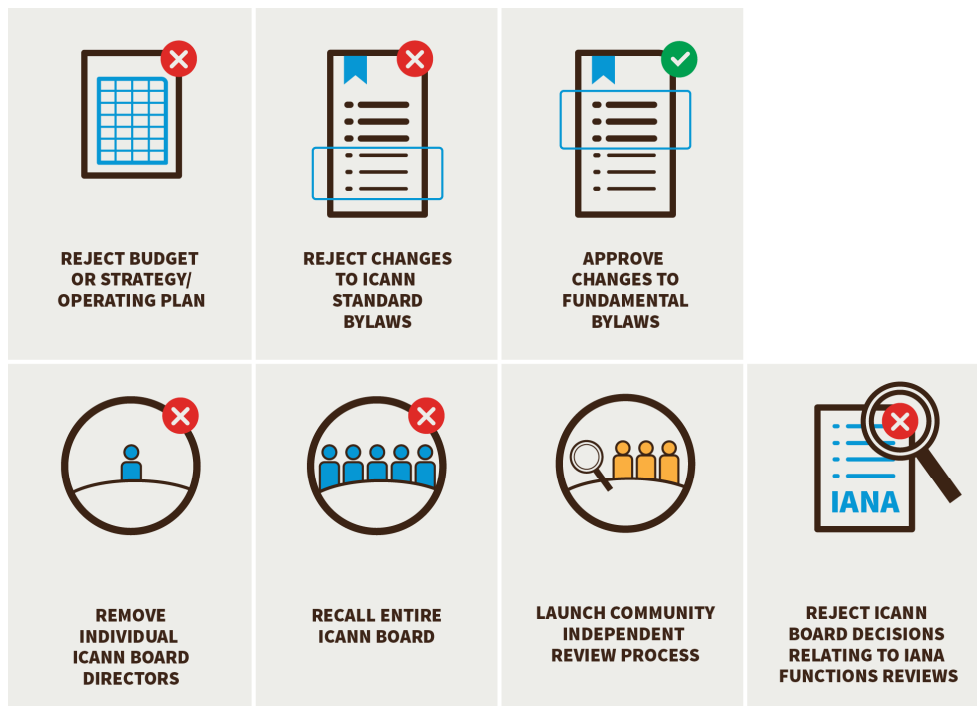 REJECT BUDGET
OR STRATEGY/
OPERATING PLAN
REJECT CHANGES
TO ICANN
STANDARD
BYLAWS
APPROVE
CHANGES TO
FUNDAMENTAL
BYLAWS
REMOVE
INDIVIDUAL
ICANN BOARD
DIRECTORS
RECALL ENTIRE
ICANN BOARD
LAUNCH COMMUNITY
INDEPENDENT
REVIEW PROCESS
IANA
REJECT ICANN
BOARD DECISIONS
RELATING TO IANA
FUNCTIONS REVIEWS